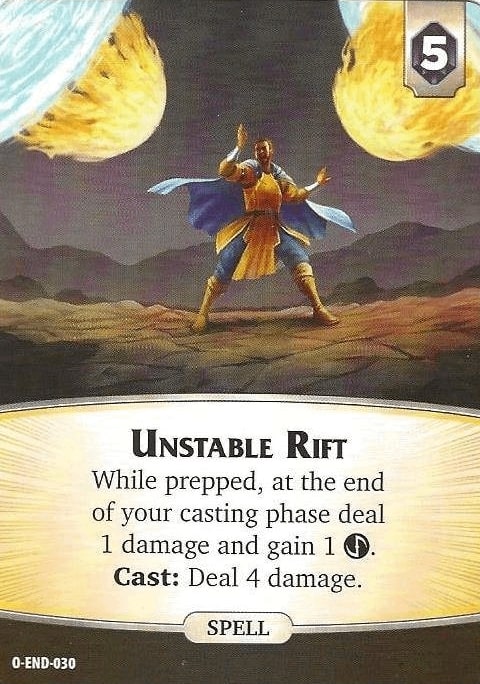 5
Unstable Rift
While prepped, at the end
of your casting phase deal
1 damage and gain 1 .
Cast: Deal 4 damage.
SPELL
O-END-030